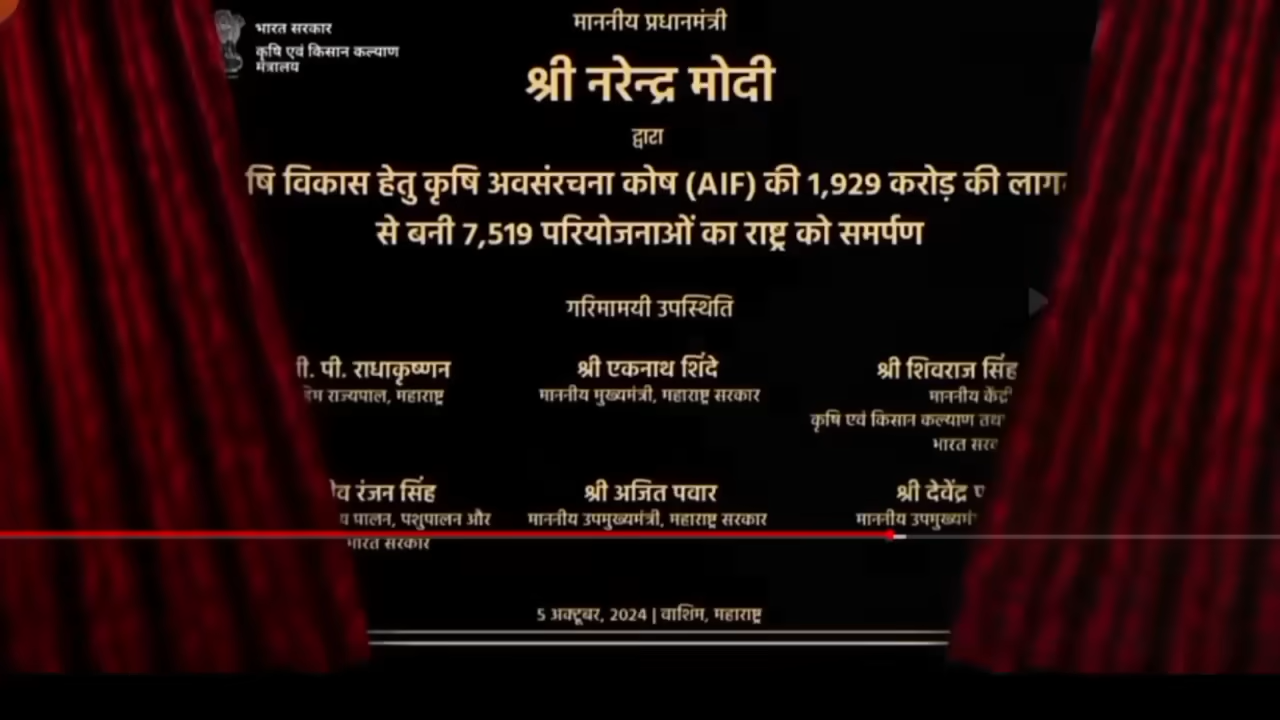 भारत सरकार
कृषि एवं किसान कल्याण
मंत्रालय
माननीय प्रधानमंत्री
श्री नरेन्द्र मोदी
द्वारा
षि विकास हेतु कृषि अवसंरचना कोष (AIF) की 1,929 करोड़ की लाग
से बनी 7,519 परियोजनाओं का राष्ट्र को समर्पण
गरिमामयी उपस्थिति
पी. राधाकृष्णन
राज्यपाल, महाराष्ट्र
श्री एकनाथ शिंदे
माननीय मुख्यमंत्री, महाराष्ट्र सरकार
श्री शिवराज सिंह
माननीय
कृषि एवं किसान कल्याण
भारत
रंजन सिंह
पालन, पशुपालन और
भारत सरकार
श्री अजित पवार
माननीय उपमुख्यमंत्री, महाराष्ट्र सरकार
श्री देवेंद्र
माननीय
5 अक्टूबर, 2024 | वाशिम, महाराष्ट्र